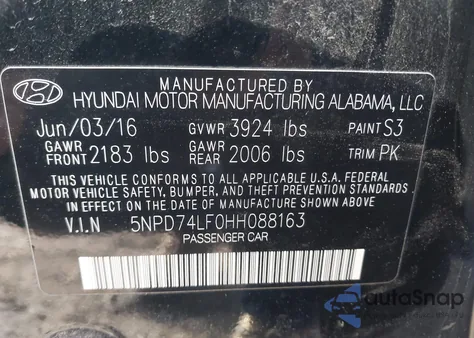 MANUFACTURED BY
HYUNDAI MOTOR MANUFACTURING ALABAMA, LLC
Jun/03/16 GVWR 3924 lbs PAINT S3
GAWR FRONT 2183 lbs GAWR REAR 2006 lbs TRIM PK
THIS VEHICLE CONFORMS TO ALL APPLICABLE U.S.A. FEDERAL
MOTOR VEHICLE SAFETY, BUMPER, AND THEFT PREVENTION STANDARDS
IN EFFECT ON THE DATE OF MANUFACTURE SHOWN ABOVE.
V.I.N 5NPD74LF0HH088163
PASSENGER CAR
autoSnap